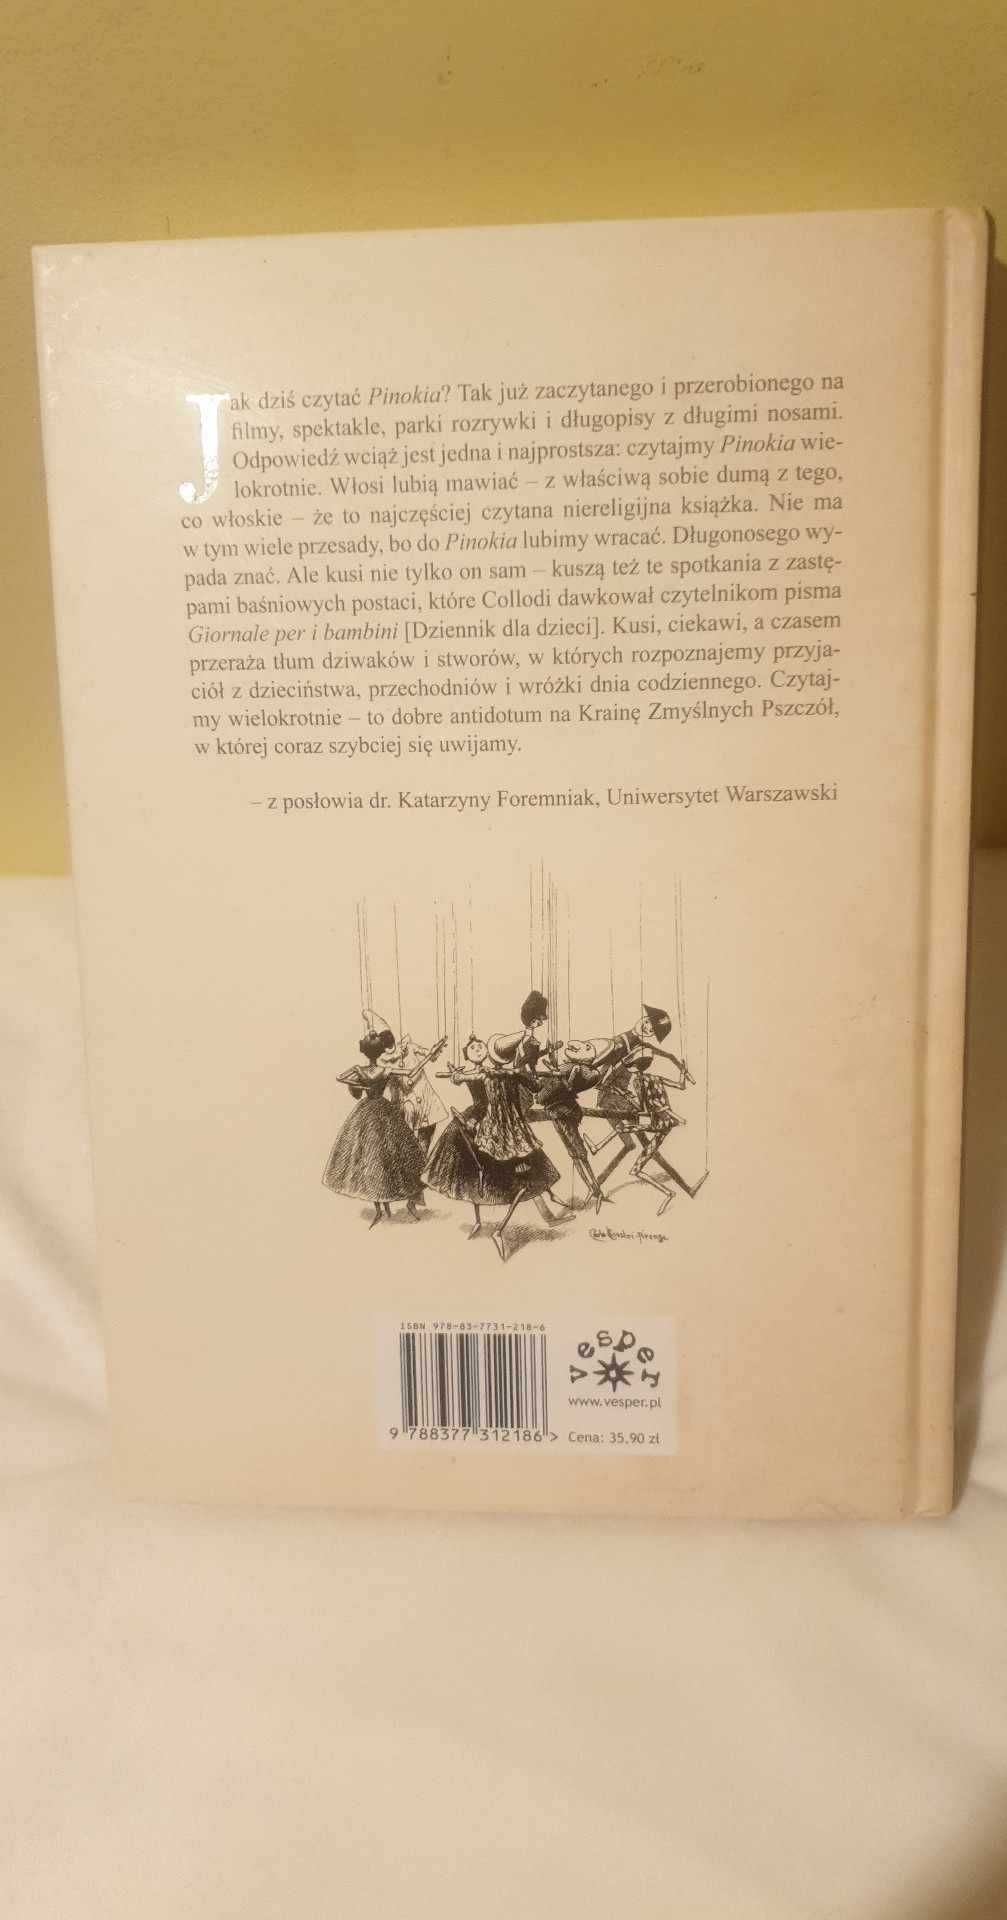 Jak dziś czytać Pinokia? Tak już zaczytanego i przerobionego na
filmy, spektakle, parki rozrywki i długopisy z długimi nosami.
Odpowiedź wciąż jest jedna i najprostsza: czytajmy Pinokia wie-
lokrotnie. Włosi lubią mawiać – z właściwą sobie dumą z tego,
co włoskie – że to najczęściej czytana niereligijna książka. Nie ma
w tym wiele przesady, bo do Pinokia lubimy wracać. Długonosego wy-
pada znać. Ale kusi nie tylko on sam – kuszą też te spotkania z zastę-
pami baśniowych postaci, które Collodi dawkował czytelnikom pisma
Giornale per i bambini [Dziennik dla dzieci]. Kusi, ciekawi, a czasem
przeraża tłum dziwaków i stworów, w których rozpoznajemy przyja-
ciół z dzieciństwa, przechodniów i wróżki dnia codziennego. Czytaj-
my wielokrotnie – to dobre antidotum na Krainę Zmyślnych Pszczół,
w której coraz szybciej się uwijamy.
– z posłowia dr. Katarzyny Foremniak, Uniwersytet Warszawski
ISBN 978-83-7731-218-6
9 788377 312186 >
vesper
www.vesper.pl
Cena: 35,90 zł